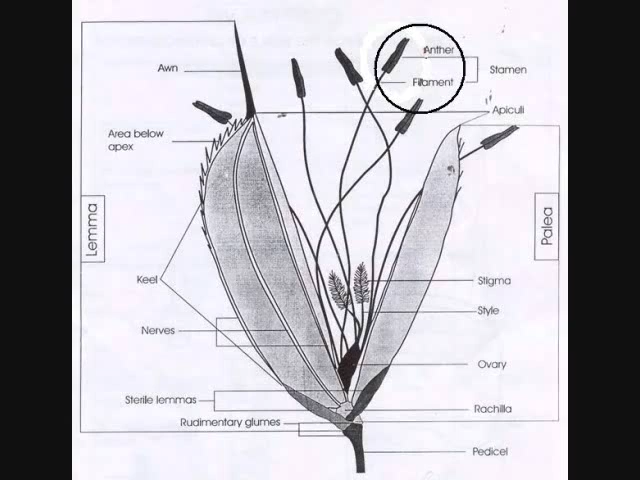 Anther
Awn
Stamen
Filament
Apiculi
Area below
apex
Lemma
Palea
Keel
Stigma
Style
Nerves
Ovary
Sterile lemmas
Rachilla
Rudimentary glumes
Pedicel